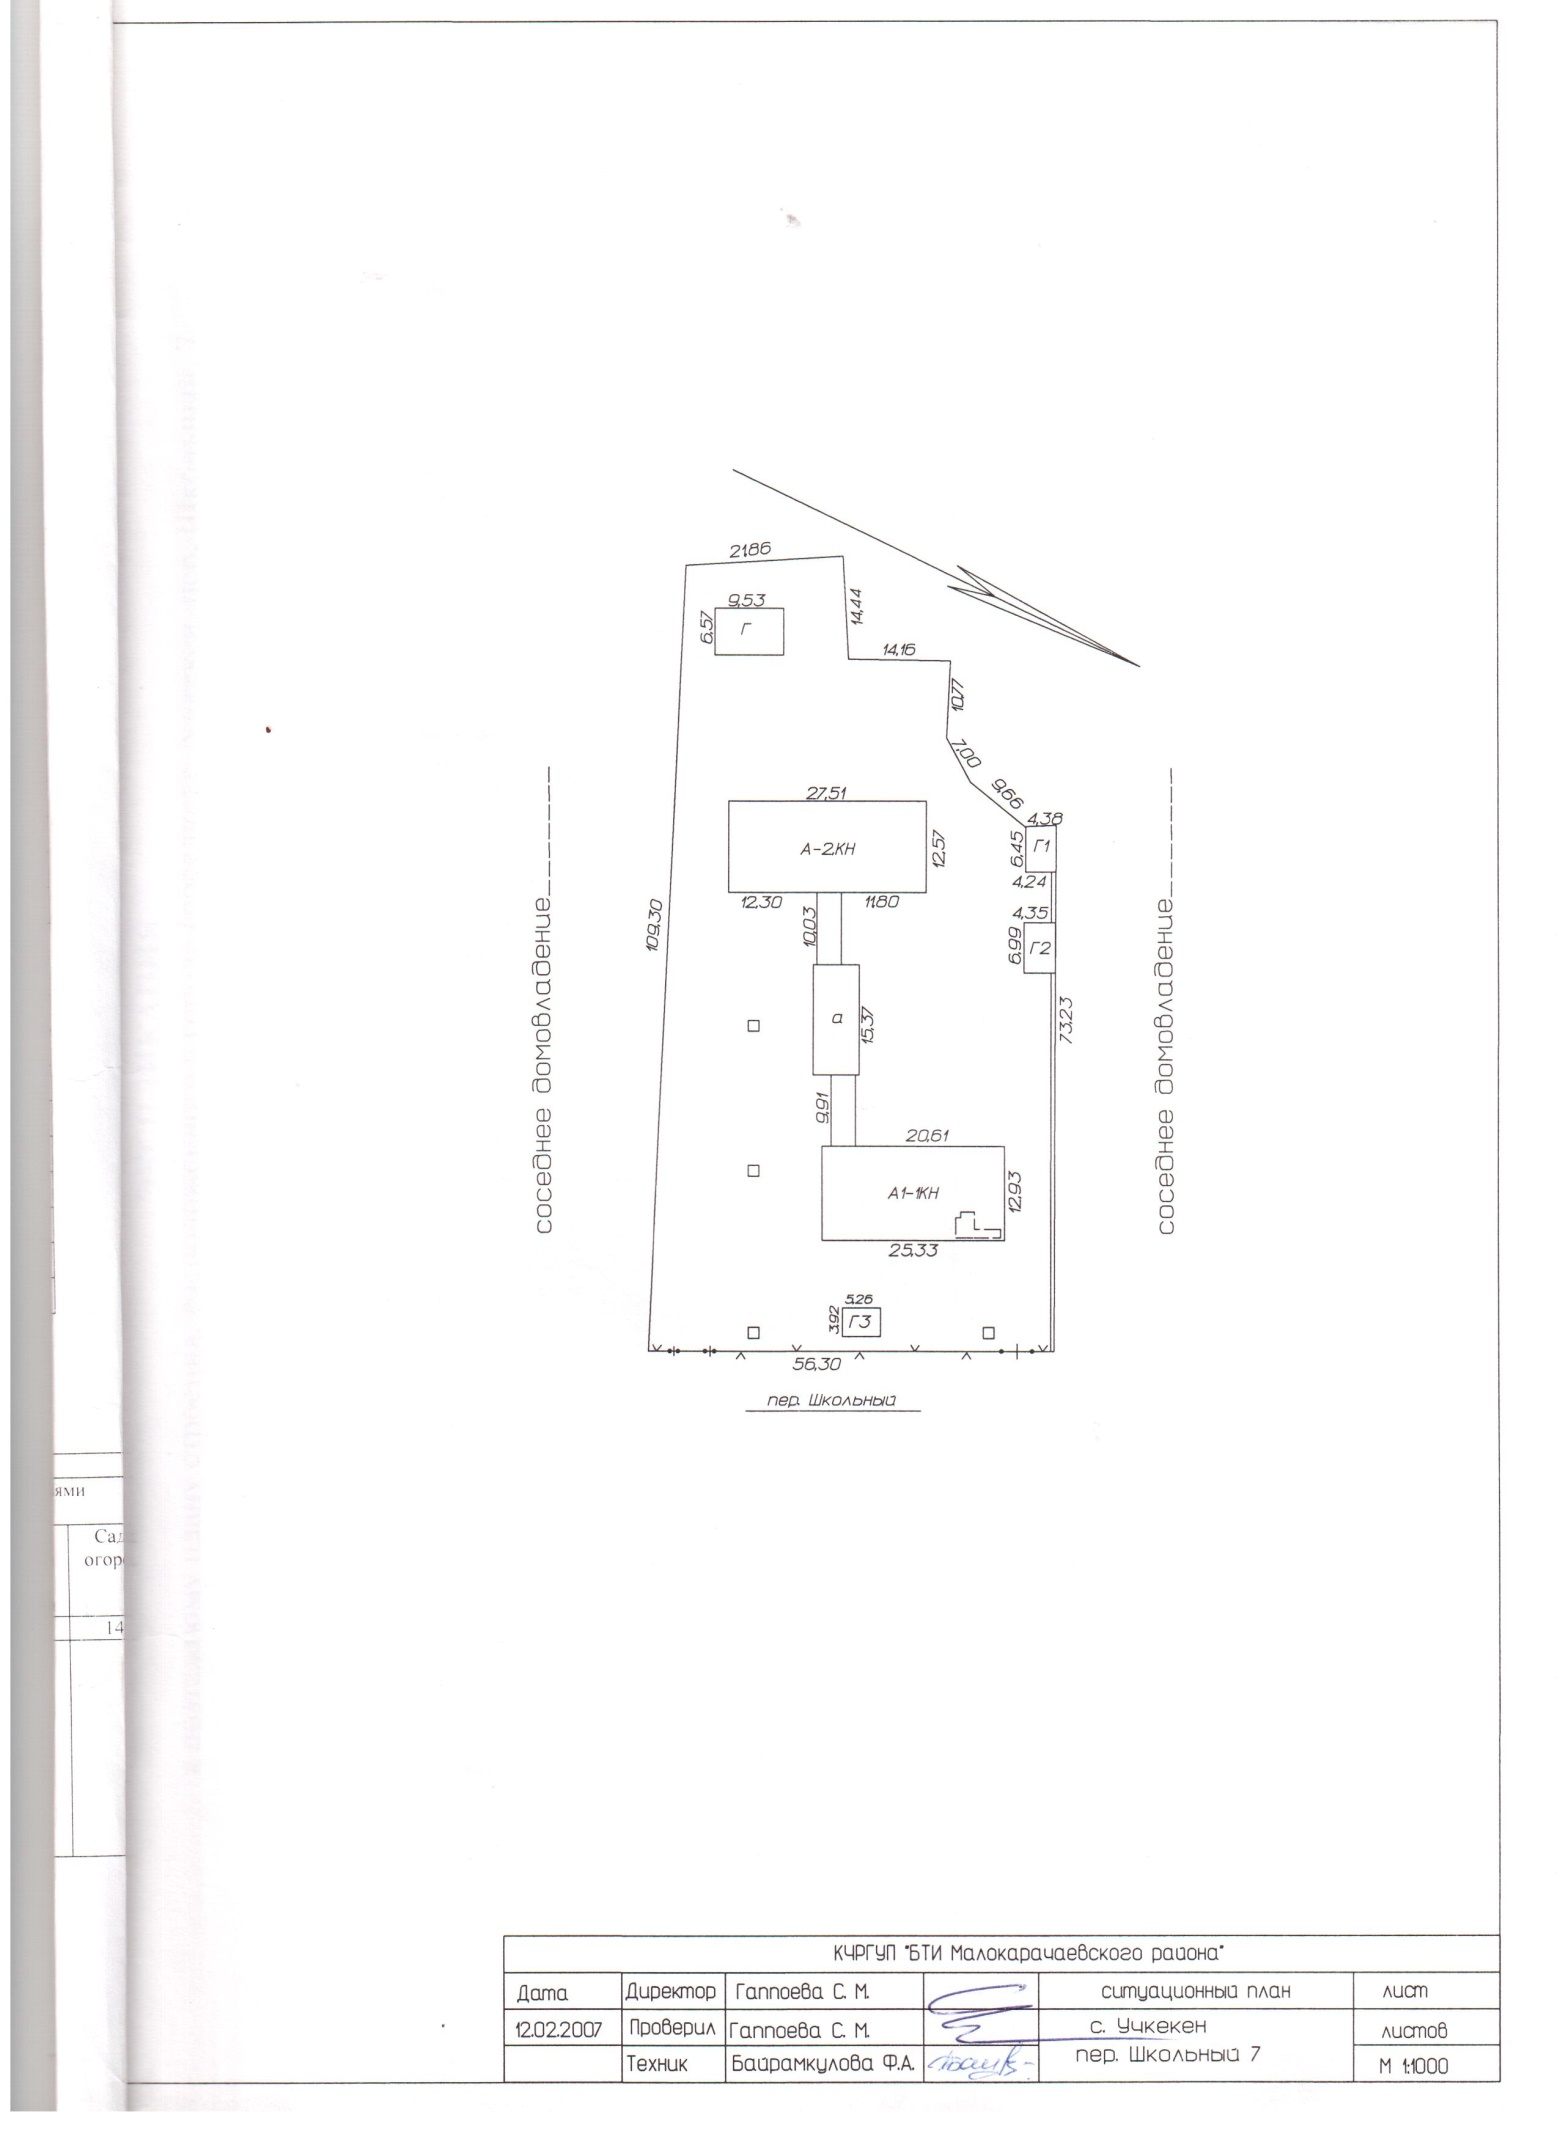 21.86
9,53
6,57
Г
14,44
14,16
10,77
7,00
9,66
4,38
6,45
Г1
4,24
27,51
А-2.КН
12,57
12.30
11.80
10,03
109,30
соседнее домовладение
соседнее домовладение
4,35
6,99
Г2
73,23
а
15,37
9,91
20,61
А1-1КН
12,93
25,33
5.26
3,92
Г3
56,30
пер. Школьный
ями
Сад
огор
14
КЧРГУП "БТИ Малокарачаевского района"
Дата Директор Гаппоева С. М. ситуационный план лист
12.02.2007 Проверил Гаппоева С. М. с. Учкекен листов
Техник Байрамкулова Ф.А. пер. Школьный 7 М 1:1000